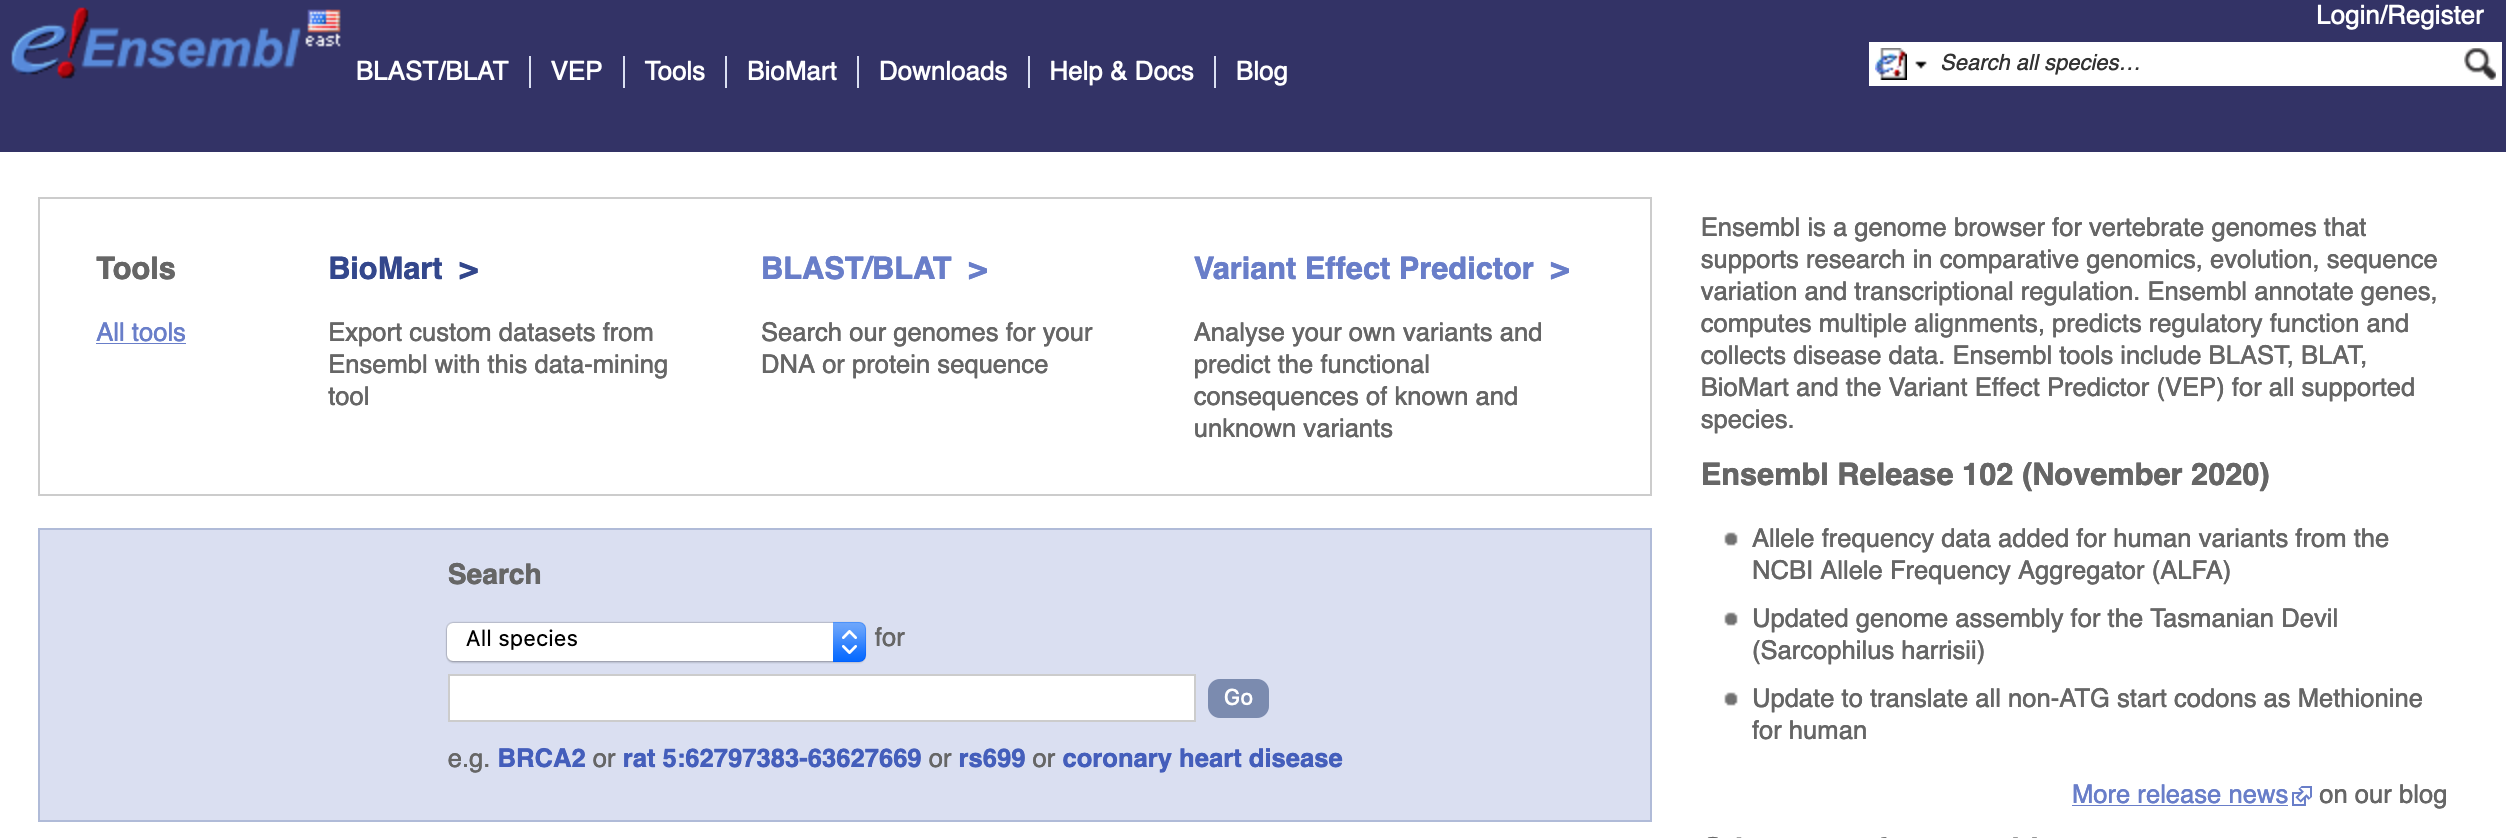 e!Ensembl east
Login/Register
BLAST/BLAT | VEP | Tools | BioMart | Downloads | Help & Docs | Blog
Search all species…
Tools
All tools
BioMart >
Export custom datasets from
Ensembl with this data-mining
tool
BLAST/BLAT >
Search our genomes for your
DNA or protein sequence
Variant Effect Predictor >
Analyse your own variants and
predict the functional
consequences of known and
unknown variants
Search
All species for
Go
e.g. BRCA2 or rat 5:62797383-63627669 or rs699 or coronary heart disease
Ensembl is a genome browser for vertebrate genomes that
supports research in comparative genomics, evolution, sequence
variation and transcriptional regulation. Ensembl annotate genes,
computes multiple alignments, predicts regulatory function and
collects disease data. Ensembl tools include BLAST, BLAT,
BioMart and the Variant Effect Predictor (VEP) for all supported
species.
Ensembl Release 102 (November 2020)
Allele frequency data added for human variants from the
NCBI Allele Frequency Aggregator (ALFA)
Updated genome assembly for the Tasmanian Devil
(Sarcophilus harrisii)
Update to translate all non-ATG start codons as Methionine
for human
More release news on our blog